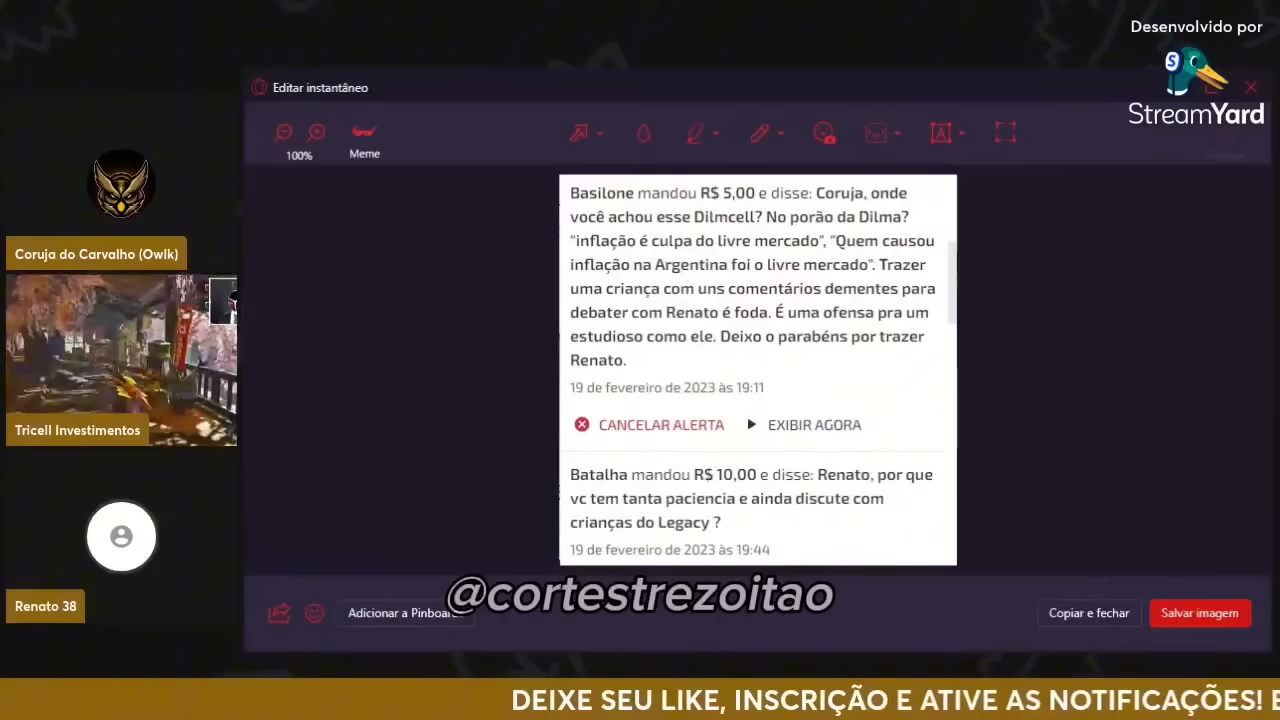 Desenvolvido por
StreamYard
Editar instantâneo
100%
Meme
Coruja do Carvalho (Owlk)
Tricell Investimentos
Renato 38
Basilone mandou R$ 5,00 e disse: Coruja, onde
você achou esse Dilmcell? No porão da Dilma?
"inflação é culpa do livre mercado", "Quem causou
inflação na Argentina foi o livre mercado". Trazer
uma criança com uns comentários dementes para
debater com Renato é foda. É uma ofensa pra um
estudioso como ele. Deixo o parabéns por trazer
Renato.
19 de fevereiro de 2023 às 19:11
CANCELAR ALERTA EXIBIR AGORA
Batalha mandou R$ 10,00 e disse: Renato, por que
vc tem tanta paciencia e ainda discute com
crianças do Legacy ?
19 de fevereiro de 2023 às 19:44
@cortestrezoitao
Adicionar a Pinboard
Copiar e fechar
Salvar imagem
DEIXE SEU LIKE, INSCRIÇÃO E ATIVE AS NOTIFICAÇÕES! E